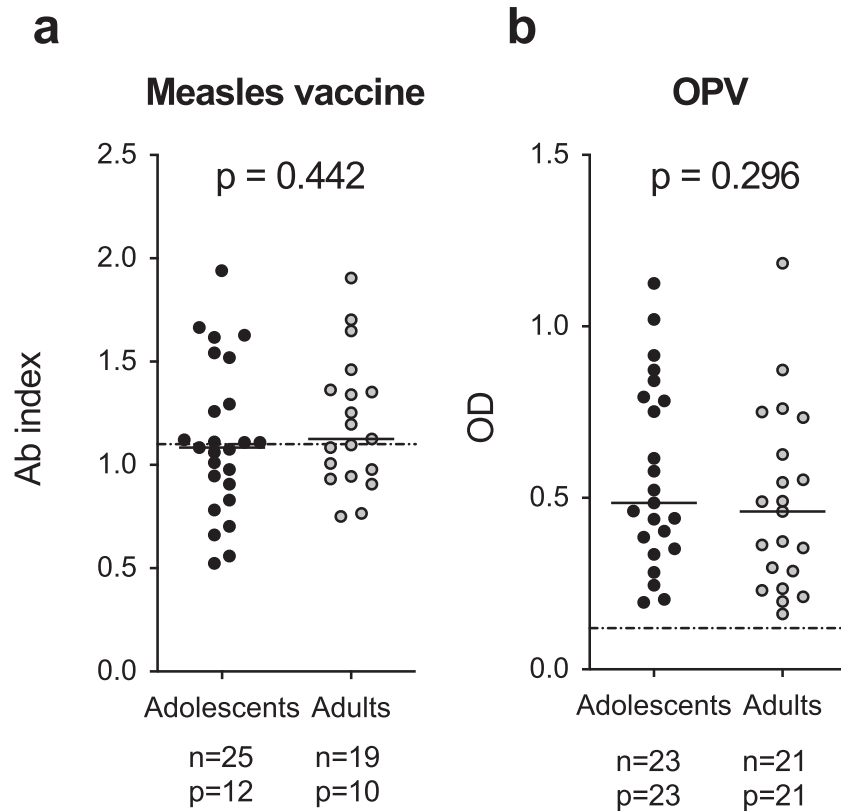 a
Measles vaccine
p = 0.442
Ab index
2.5
2.0
1.5
1.0
0.5
0.0
Adolescents Adults
n=25 n=19
p=12 p=10
b
OPV
p = 0.296
OD
1.5
1.0
0.5
0.0
Adolescents Adults
n=23 n=21
p=23 p=21